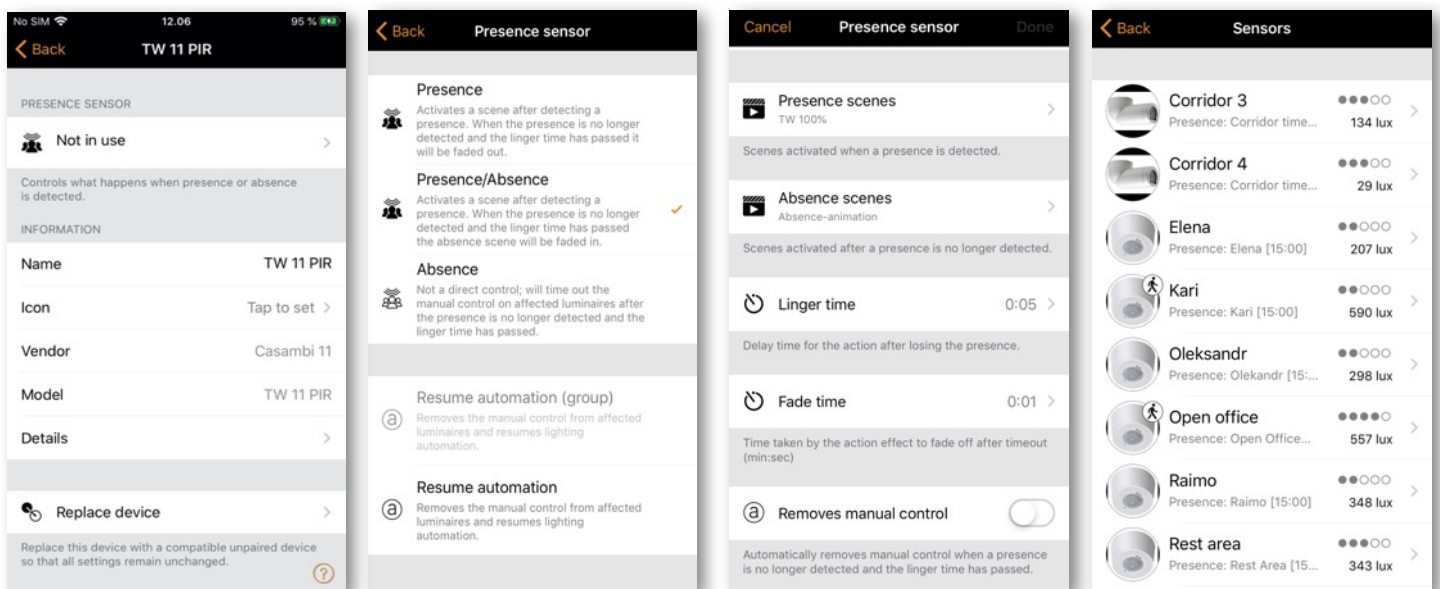 No SIM 12.06 95 %
Back TW 11 PIR
PRESENCE SENSOR
Not in use
Controls what happens when presence or absence
is detected.
INFORMATION
Name TW 11 PIR
Icon Tap to set
Vendor Casambi 11
Model TW 11 PIR
Details
Replace device
Replace this device with a compatible unpaired device
so that all settings remain unchanged.
?
Back Presence sensor
Presence
Activates a scene after detecting a
presence. When the presence is no longer
detected and the linger time has passed it
will be faded out.
Presence/Absence
Activates a scene after detecting a
presence. When the presence is no longer
detected and the linger time has passed
the absence scene will be faded in.
Absence
Not a direct control; will time out the
manual control on affected luminaires after
the presence is no longer detected and the
linger time has passed.
a
Resume automation (group)
Removes the manual control from affected
luminaires and resumes lighting
automation.
a
Resume automation
Removes the manual control from affected
luminaires and resumes lighting
automation.
Cancel Presence sensor Done
Presence scenes
TW 100%
Scenes activated when a presence is detected.
Absence scenes
Absence-animation
Scenes activated after a presence is no longer detected.
Linger time 0:05
Delay time for the action after losing the presence.
Fade time 0:01
Time taken by the action effect to fade off after timeout
(min:sec)
a Removes manual control
Automatically removes manual control when a presence
is no longer detected and the linger time has passed.
Back Sensors
Corridor 3
Presence: Corridor time... 134 lux
Corridor 4
Presence: Corridor time... 29 lux
Elena
Presence: Elena [15:00] 207 lux
Kari
Presence: Kari [15:00] 590 lux
Oleksandr
Presence: Olekandr [15:... 298 lux
Open office
Presence: Open Office... 557 lux
Raimo
Presence: Raimo [15:00] 348 lux
Rest area
Presence: Rest Area [15... 343 lux